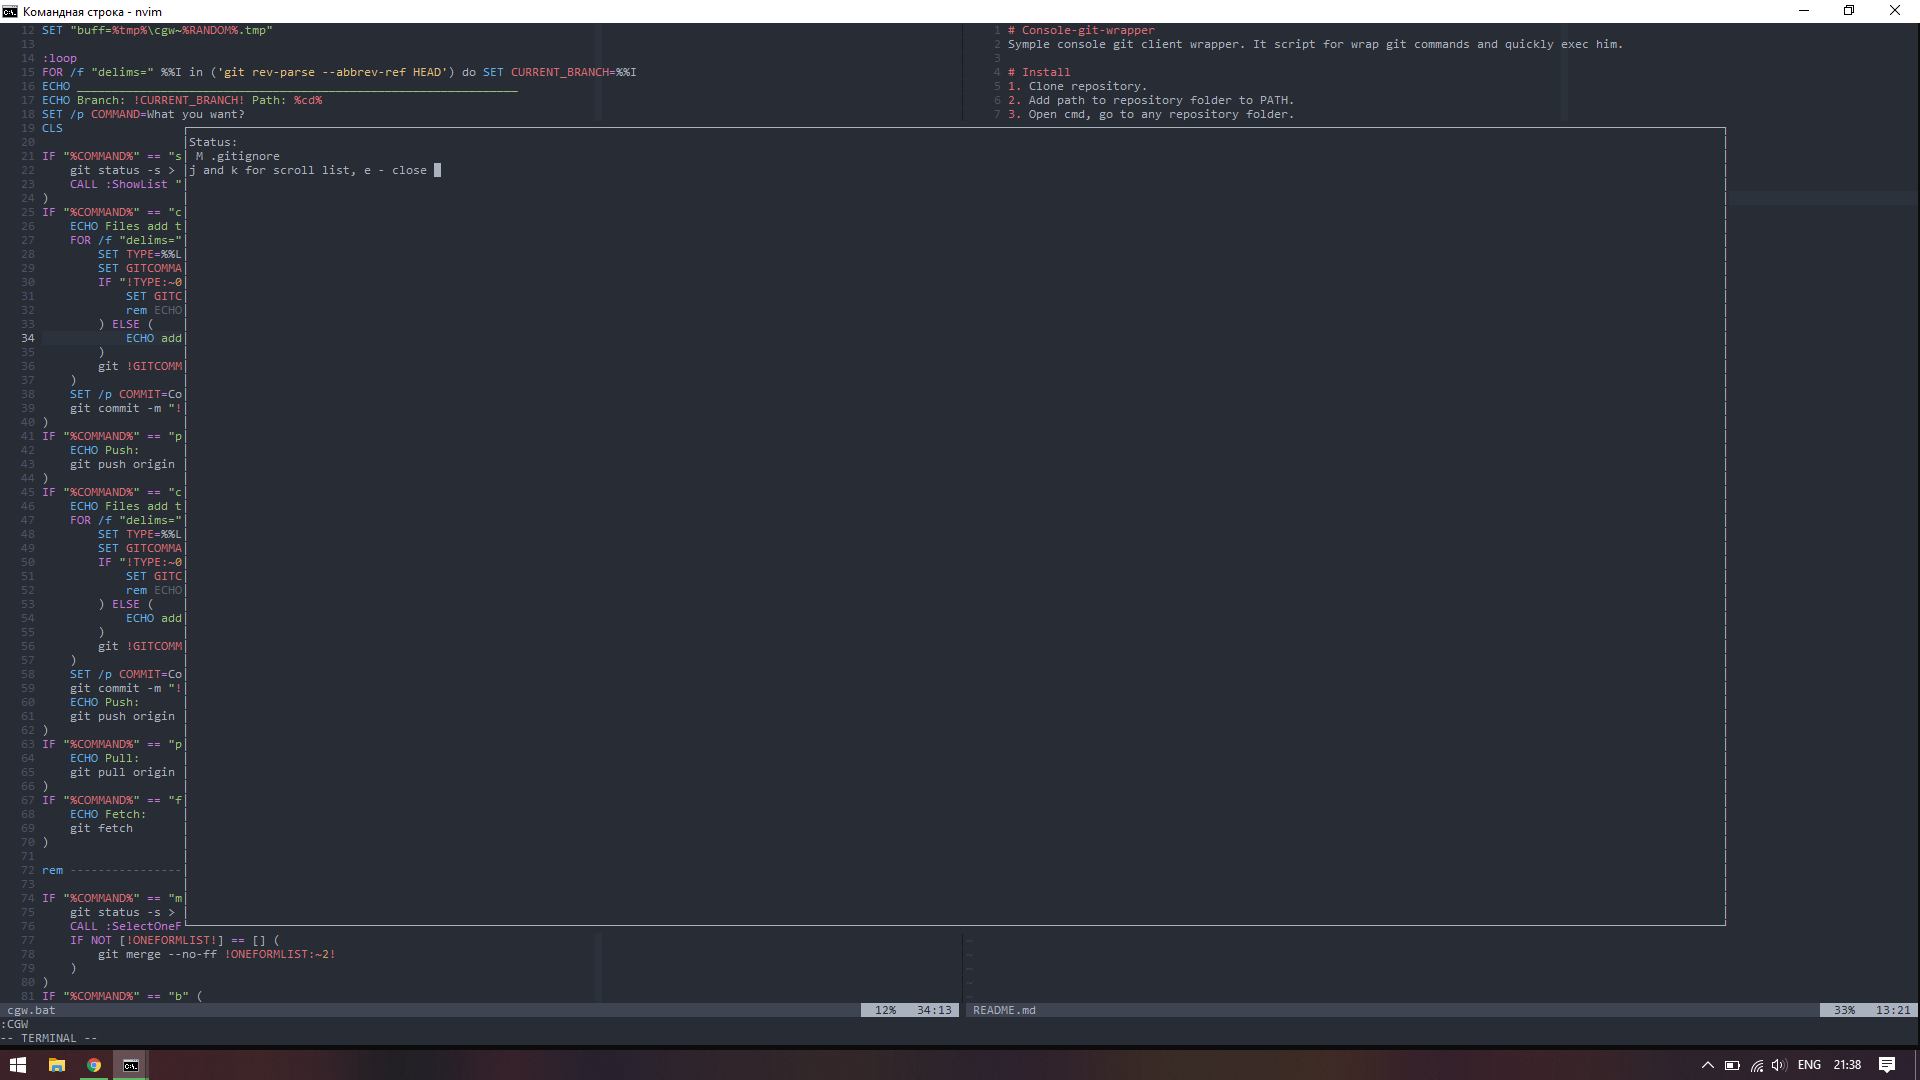 Командная строка - nvim
12 SET "buff=%tmp%\cgw~%RANDOM%.tmp"
13
14 :loop
15 FOR /f "delims=" %%I in ('git rev-parse --abbrev-ref HEAD') do SET CURRENT_BRANCH=%%I
16 ECHO _______________________________________________________________
17 ECHO Branch: !CURRENT_BRANCH! Path: %cd%
18 SET /p COMMAND=What you want?
19 CLS
20
21 IF "%COMMAND%" == "s
22     git status -s >
23     CALL :ShowList "
24 )
25 IF "%COMMAND%" == "c
26     ECHO Files add t
27     FOR /f "delims="
28         SET TYPE=%%L
29         SET GITCOMMA
30         IF "!TYPE:~0
31             SET GITC
32             rem ECHO
33         ) ELSE (
34             ECHO add
35         )
36         git !GITCOMM
37     )
38     SET /p COMMIT=Co
39     git commit -m "!
40 )
41 IF "%COMMAND%" == "p
42     ECHO Push:
43     git push origin
44 )
45 IF "%COMMAND%" == "c
46     ECHO Files add t
47     FOR /f "delims="
48         SET TYPE=%%L
49         SET GITCOMMA
50         IF "!TYPE:~0
51             SET GITC
52             rem ECHO
53         ) ELSE (
54             ECHO add
55         )
56         git !GITCOMM
57     )
58     SET /p COMMIT=Co
59     git commit -m "!
60     ECHO Push:
61     git push origin
62 )
63 IF "%COMMAND%" == "p
64     ECHO Pull:
65     git pull origin
66 )
67 IF "%COMMAND%" == "f
68     ECHO Fetch:
69     git fetch
70 )
71
72 rem ----------------
73
74 IF "%COMMAND%" == "m
75     git status -s >
76     CALL :SelectOneF
77     IF NOT [!ONEFORMLIST!] == [] (
78         git merge --no-ff !ONEFORMLIST:~2!
79     )
80 )
81 IF "%COMMAND%" == "b" (
1 # Console-git-wrapper
2 Symple console git client wrapper. It script for wrap git commands and quickly exec him.
3
4 # Install
5 1. Clone repository.
6 2. Add path to repository folder to PATH.
7 3. Open cmd, go to any repository folder.
Status:
 M .gitignore
j and k for scroll list, e - close
~
~
~
~
~
cgw.bat 12% 34:13
README.md 33% 13:21
:CGW
-- TERMINAL --
ENG 21:38